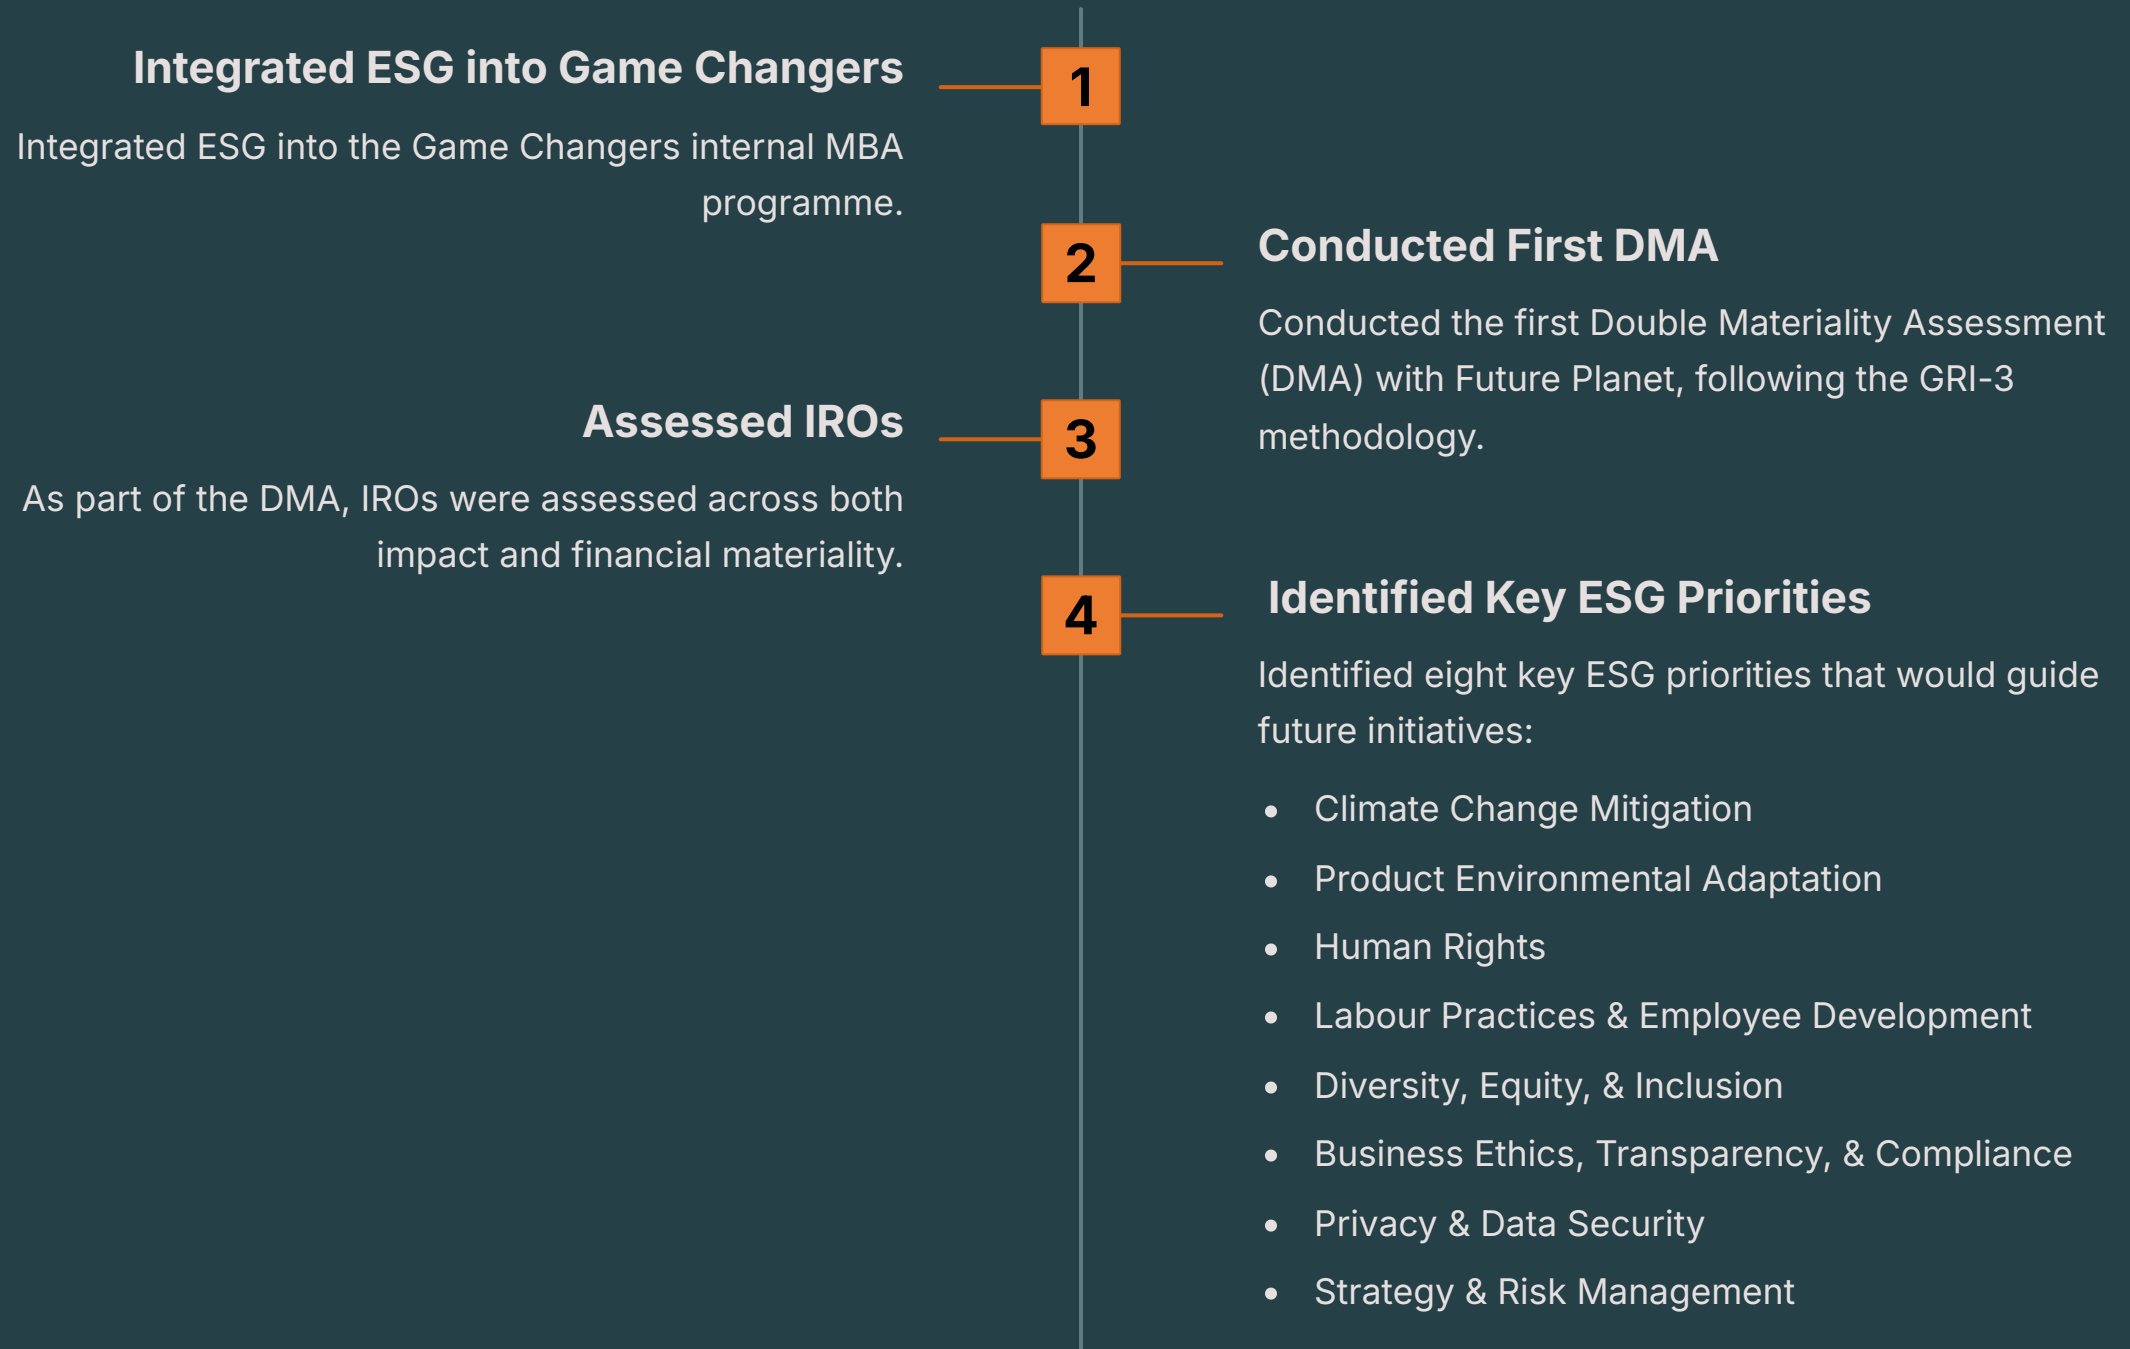 1
Integrated ESG into Game Changers
Integrated ESG into the Game Changers internal MBA
programme.
2
Conducted First DMA
Conducted the first Double Materiality Assessment
(DMA) with Future Planet, following the GRI-3
methodology.
3
Assessed IROs
As part of the DMA, IROs were assessed across both
impact and financial materiality.
4
Identified Key ESG Priorities
Identified eight key ESG priorities that would guide
future initiatives:
• Climate Change Mitigation
• Product Environmental Adaptation
• Human Rights
• Labour Practices & Employee Development
• Diversity, Equity, & Inclusion
• Business Ethics, Transparency, & Compliance
• Privacy & Data Security
• Strategy & Risk Management